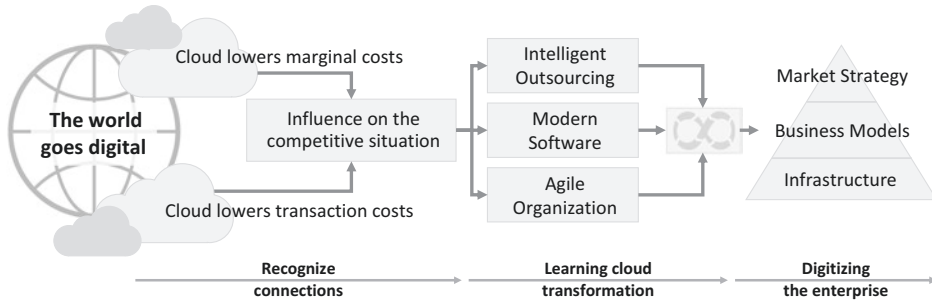 The world
goes digital
Cloud lowers marginal costs
Cloud lowers transaction costs
Influence on the
competitive situation
Intelligent
Outsourcing
Modern
Software
Agile
Organization
Market Strategy
Business Models
Infrastructure
Recognize
connections
Learning cloud
transformation
Digitizing
the enterprise